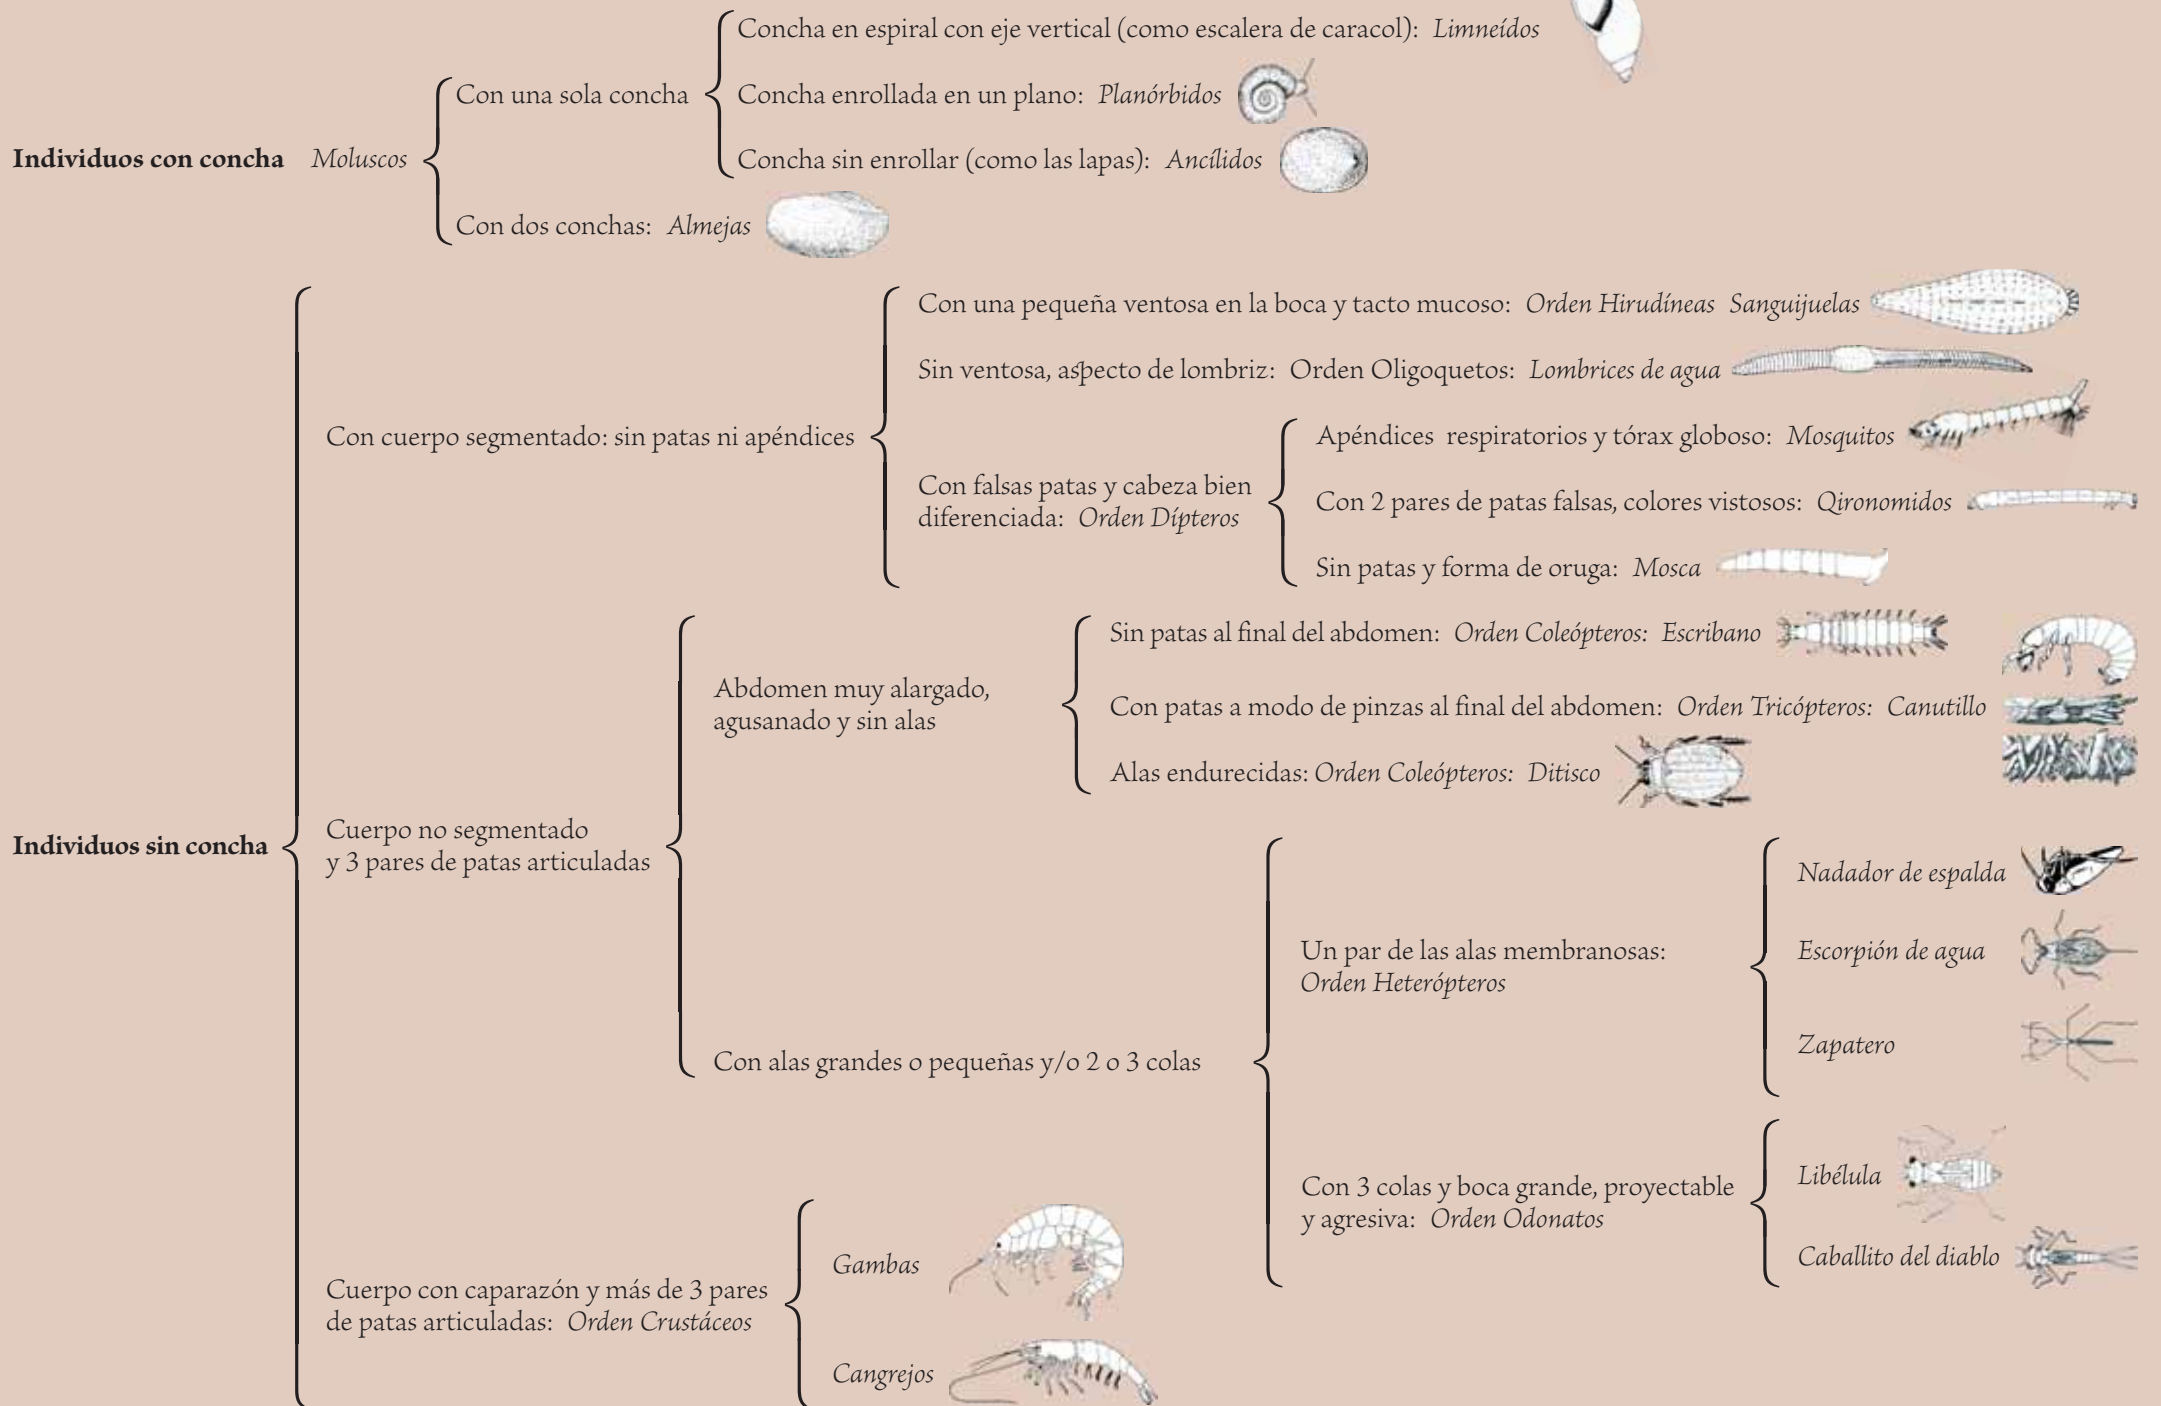 Concha en espiral con eje vertical (como escalera de caracol): Limneídos
Con una sola concha
Concha enrollada en un plano: Planórbidos
Individuos con concha Moluscos
Concha sin enrollar (como las lapas): Ancílidos
Con dos conchas: Almejas
Con una pequeña ventosa en la boca y tacto mucoso: Orden Hirudíneas Sanguijuelas
Sin ventosa, aspecto de lombriz: Orden Oligoquetos: Lombrices de agua
Con cuerpo segmentado: sin patas ni apéndices
Con falsas patas y cabeza bien
diferenciada: Orden Dípteros
Apéndices respiratorios y tórax globoso: Mosquitos
Con 2 pares de patas falsas, colores vistosos: Qironomidos
Sin patas y forma de oruga: Mosca
Individuos sin concha
Cuerpo no segmentado
y 3 pares de patas articuladas
Abdomen muy alargado,
agusanado y sin alas
Sin patas al final del abdomen: Orden Coleópteros: Escribano
Con patas a modo de pinzas al final del abdomen: Orden Tricópteros: Canutillo
Alas endurecidas: Orden Coleópteros: Ditisco
Con alas grandes o pequeñas y/o 2 o 3 colas
Un par de las alas membranosas:
Orden Heterópteros
Nadador de espalda
Escorpión de agua
Zapatero
Con 3 colas y boca grande, proyectable
y agresiva: Orden Odonatos
Libélula
Caballito del diablo
Cuerpo con caparazón y más de 3 pares
de patas articuladas: Orden Crustáceos
Gambas
Cangrejos